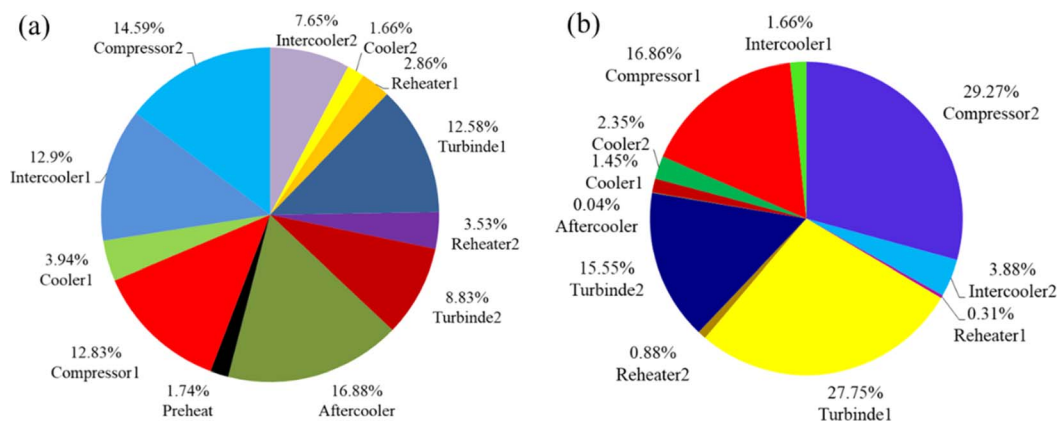 (a)
14.59%
Compressor2
7.65%
Intercooler2
1.66%
Cooler2
2.86%
Reheater1
12.58%
Turbinde1
3.53%
Reheater2
8.83%
Turbinde2
16.88%
Aftercooler
1.74%
Preheat
12.83%
Compressor1
3.94%
Cooler1
12.9%
Intercooler1
(b)
1.66%
Intercooler1
29.27%
Compressor2
3.88%
Intercooler2
0.31%
Reheater1
27.75%
Turbinde1
0.88%
Reheater2
15.55%
Turbinde2
0.04%
Aftercooler
1.45%
Cooler1
2.35%
Cooler2
16.86%
Compressor1